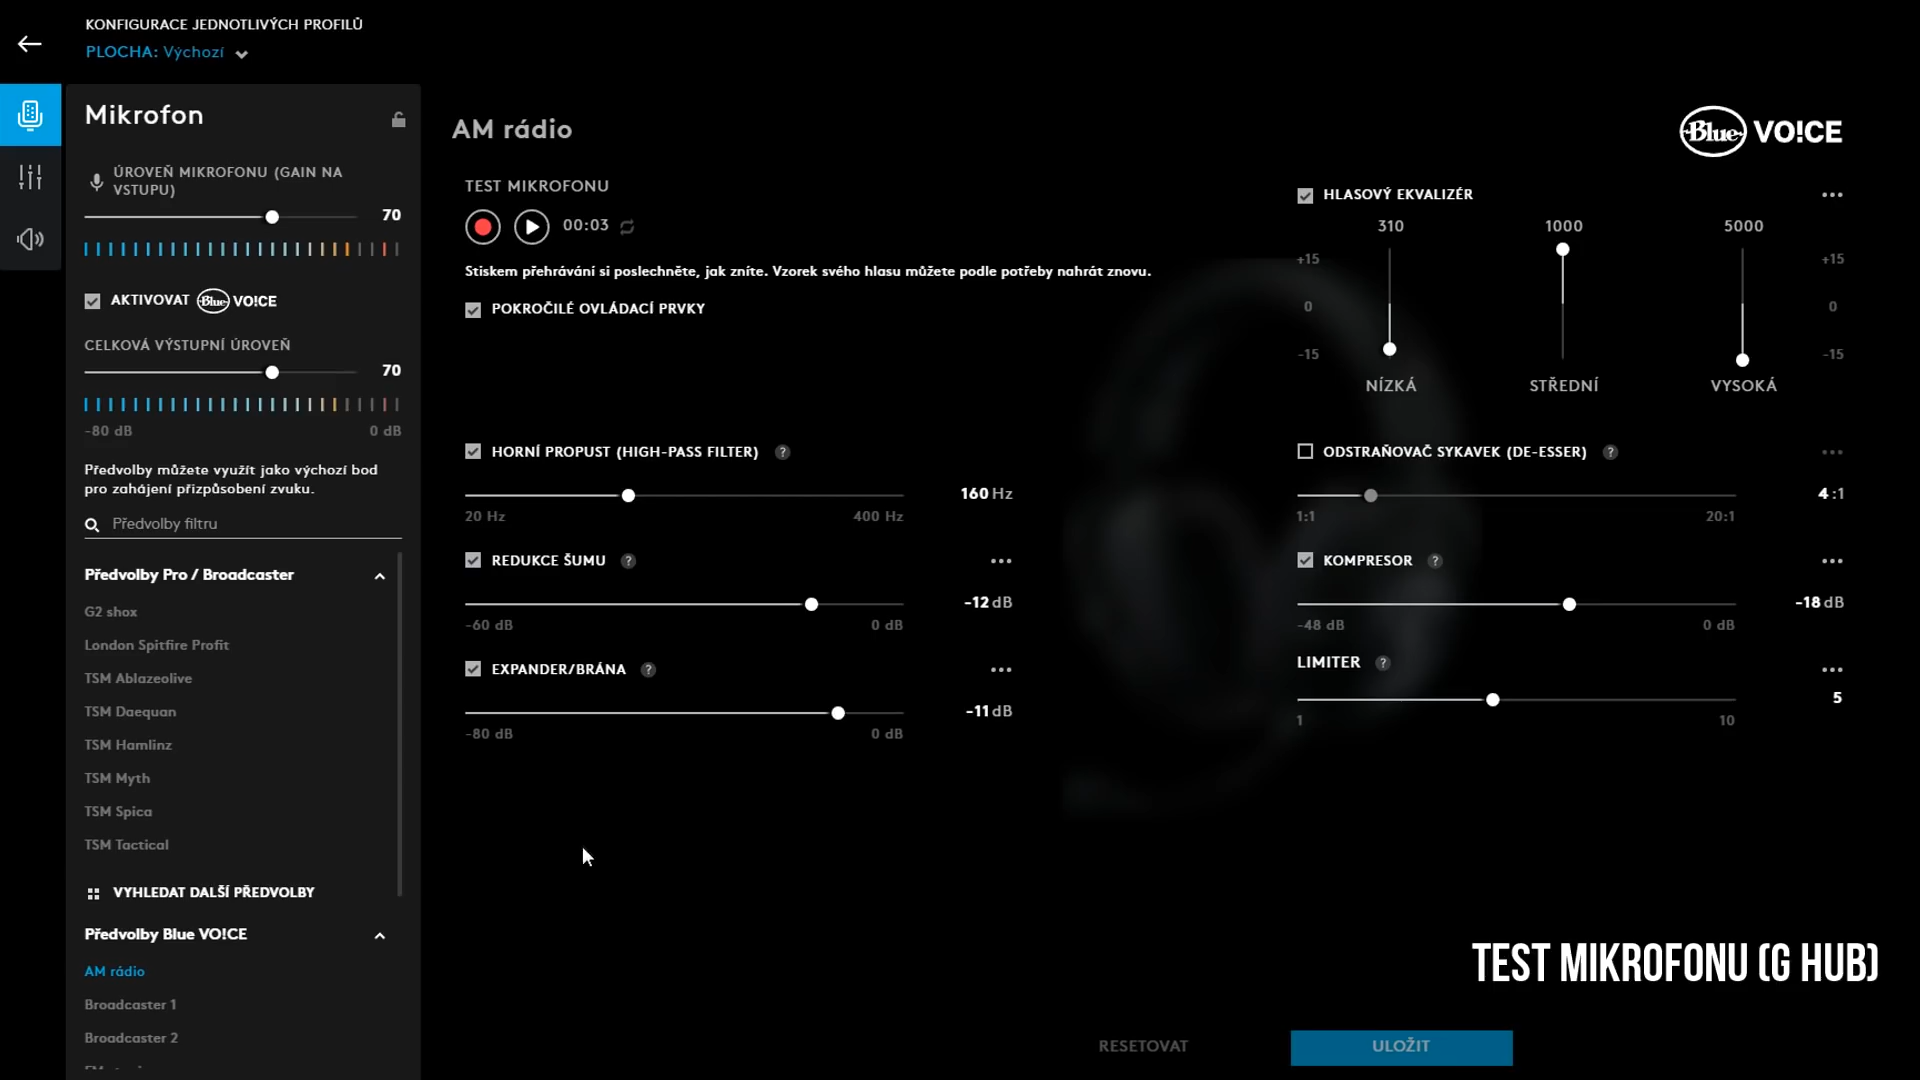 KONFIGURACE JEDNOTLIVÝCH PROFILŮ
PLOCHA: Výchozí
Mikrofon
ÚROVEŇ MIKROFONU (GAIN NA
VSTUPU)
70
AKTIVOVAT Blue VO!CE
CELKOVÁ VÝSTUPNÍ ÚROVEŇ
70
-80 dB 0 dB
Předvolby můžete využít jako výchozí bod
pro zahájení přizpůsobení zvuku.
Předvolby filtru
Předvolby Pro / Broadcaster
G2 shox
London Spitfire Profit
TSM Ablazeolive
TSM Daequan
TSM Hamlinz
TSM Myth
TSM Spica
TSM Tactical
VYHLEDAT DALŠÍ PŘEDVOLBY
Předvolby Blue VO!CE
AM rádio
Broadcaster 1
Broadcaster 2
AM rádio
Blue VO!CE
TEST MIKROFONU
00:03
Stiskem přehrávání si poslechněte, jak zníte. Vzorek svého hlasu můžete podle potřeby nahrát znovu.
POKROČILÉ OVLÁDACÍ PRVKY
HLASOVÝ EKVALIZÉR
310 1000 5000
+15 +15
0 0
-15 -15
NÍZKÁ STŘEDNÍ VYSOKÁ
HORNÍ PROPUST (HIGH-PASS FILTER) ?
160 Hz
20 Hz 400 Hz
REDUKCE ŠUMU ?
-12 dB
-60 dB 0 dB
EXPANDER/BRÁNA ?
-11 dB
-80 dB 0 dB
ODSTRAŇOVAČ SYKAVEK (DE-ESSER) ?
4:1
1:1 20:1
KOMPRESOR ?
-18 dB
-48 dB 0 dB
LIMITER ?
5
1 10
TEST MIKROFONU (G HUB)
RESETOVAT
ULOŽIT